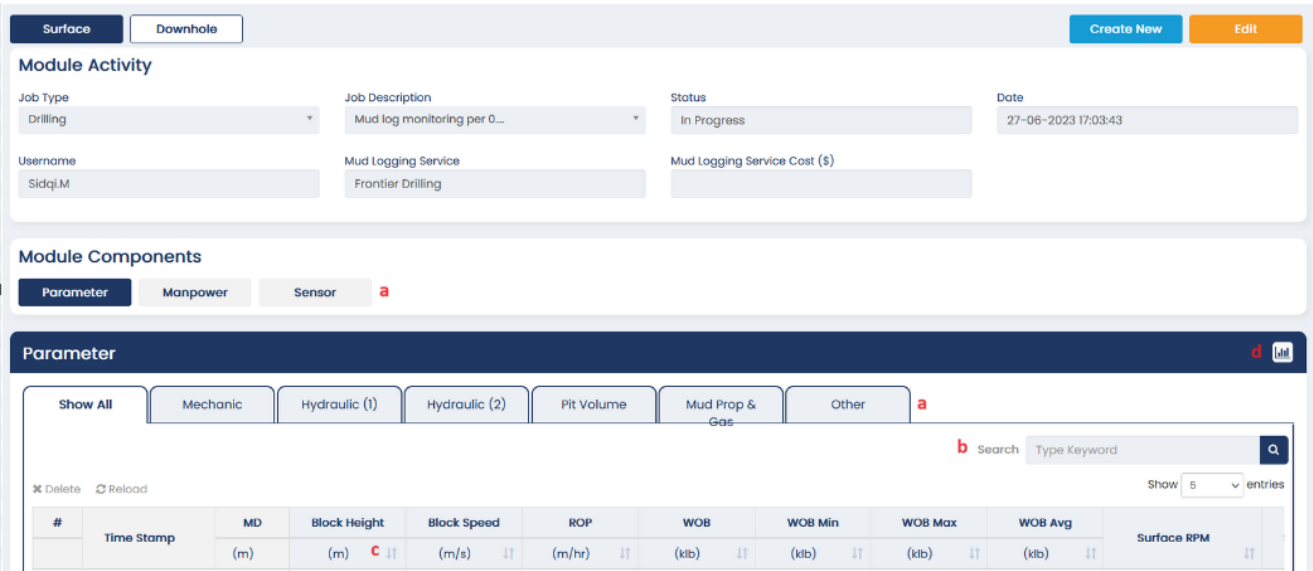 Surface Downhole Create New Edit
Module Activity
Job Type Job Description Status Date
Drilling Mud log monitoring per 0.... In Progress 27-06-2023 17:03:43
Username Mud Logging Service Mud Logging Service Cost ($)
Sidqi.M Frontier Drilling
Module Components
Parameter Manpower Sensor a
Parameter d
Show All Mechanic Hydraulic (1) Hydraulic (2) Pit Volume Mud Prop & Gas Other a
b Search Type Keyword
Delete Reload Show 5 entries
# Time Stamp MD Block Height Block Speed ROP WOB WOB Min WOB Max WOB Avg Surface RPM
(m) (m) c (m/s) (m/hr) (klb) (klb) (klb) (klb)